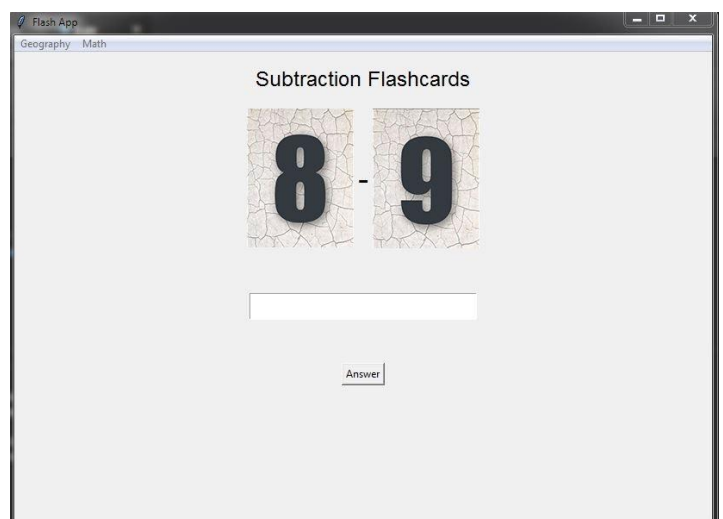 Flash App
Geography Math
Subtraction Flashcards
8 - 9
Answer